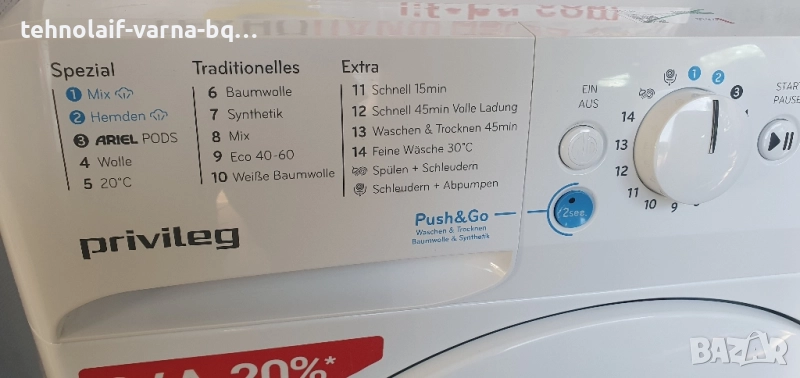 tehnolaif-varna-bg...
Spezial
1 Mix
2 Hemden
3 ARIEL PODS
4 Wolle
5 20°C
Traditionelles
6 Baumwolle
7 Synthetik
8 Mix
9 Eco 40-60
10 Weiße Baumwolle
Extra
11 Schnell 15min
12 Schnell 45min Volle Ladung
13 Waschen & Trocknen 45min
14 Feine Wäsche 30°C
Spülen + Schleudern
Schleudern + Abpumpen
privileg
Push&Go
Waschen & Trocknen
Baumwolle & Synthetik
EIN
AUS
2sec.
1
2
3
14
13
12
11
10
9
START
PAUSE
20%*
BAZAR